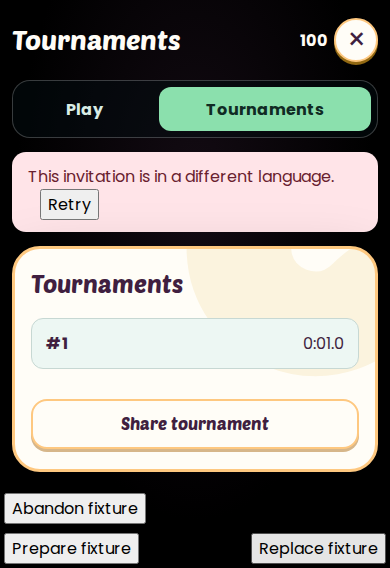 Tournaments
100 ×
Play Tournaments
This invitation is in a different language.
Retry
Tournaments
#1 0:01.0
Share tournament
Abandon fixture
Prepare fixture Replace fixture